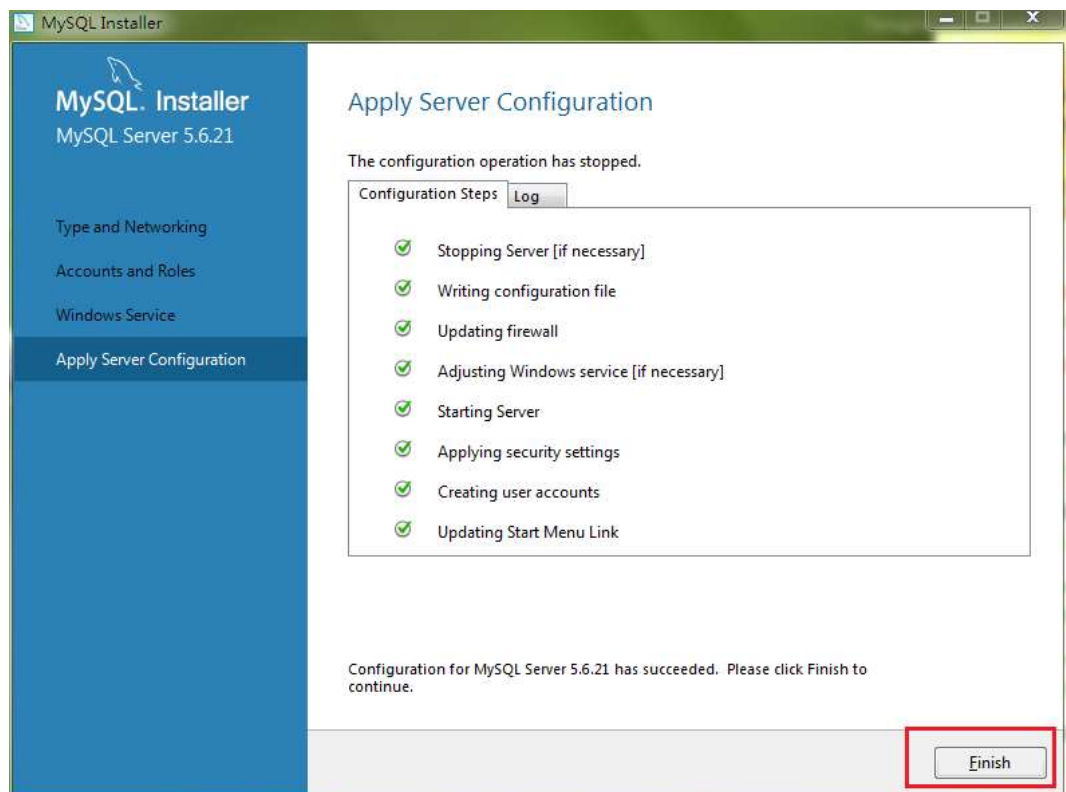 MySQL Installer
MySQL. Installer
MySQL Server 5.6.21
Type and Networking
Accounts and Roles
Windows Service
Apply Server Configuration
Apply Server Configuration
The configuration operation has stopped.
Configuration Steps
Log
Stopping Server [if necessary]
Writing configuration file
Updating firewall
Adjusting Windows service [if necessary]
Starting Server
Applying security settings
Creating user accounts
Updating Start Menu Link
Configuration for MySQL Server 5.6.21 has succeeded. Please click Finish to
continue.
Finish